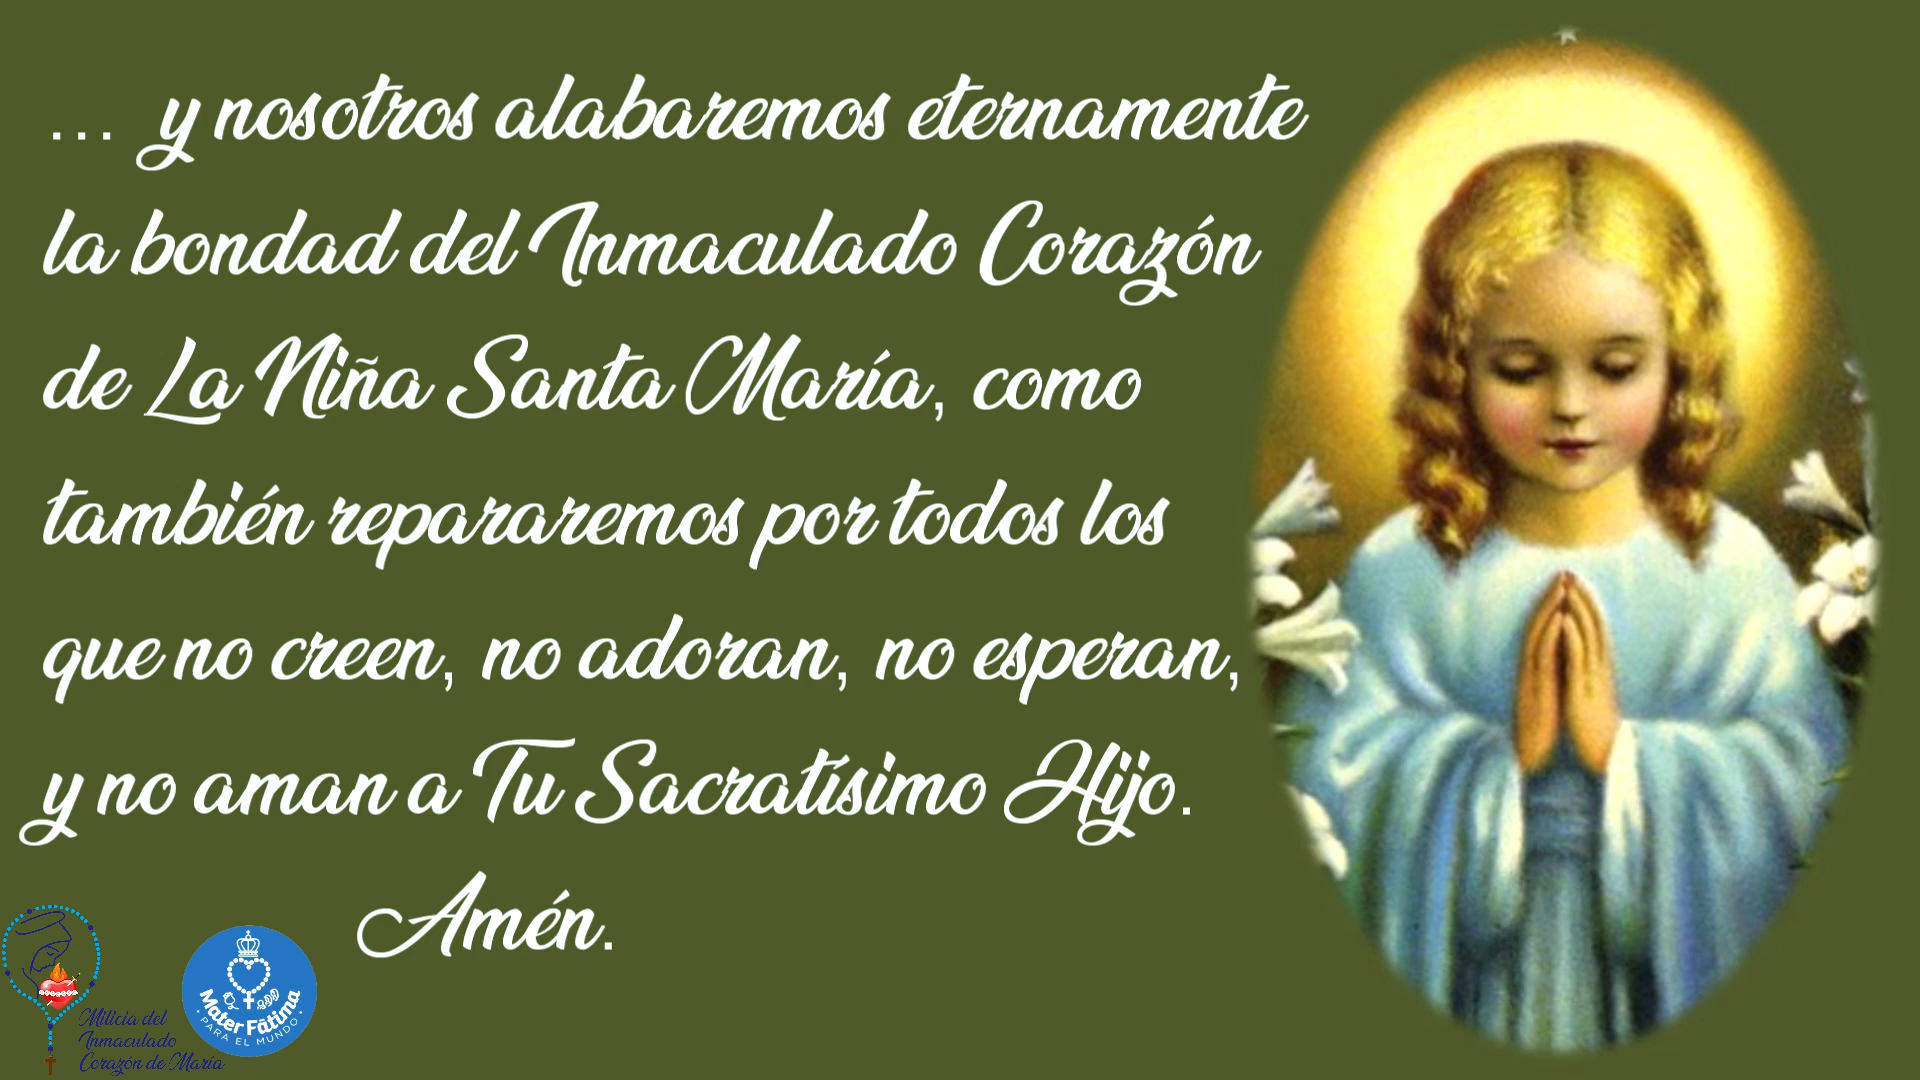 ... y nosotros alabaremos eternamente
la bondad del Inmaculado Corazón
de La Niña Santa María, como
también repararemos por todos los
que no creen, no adoran, no esperan,
y no aman a Tu Sacratísimo Hijo.
Amén.
Milicia del
Inmaculado
Corazón de María
Mater Fátima
· PARA EL MUNDO ·